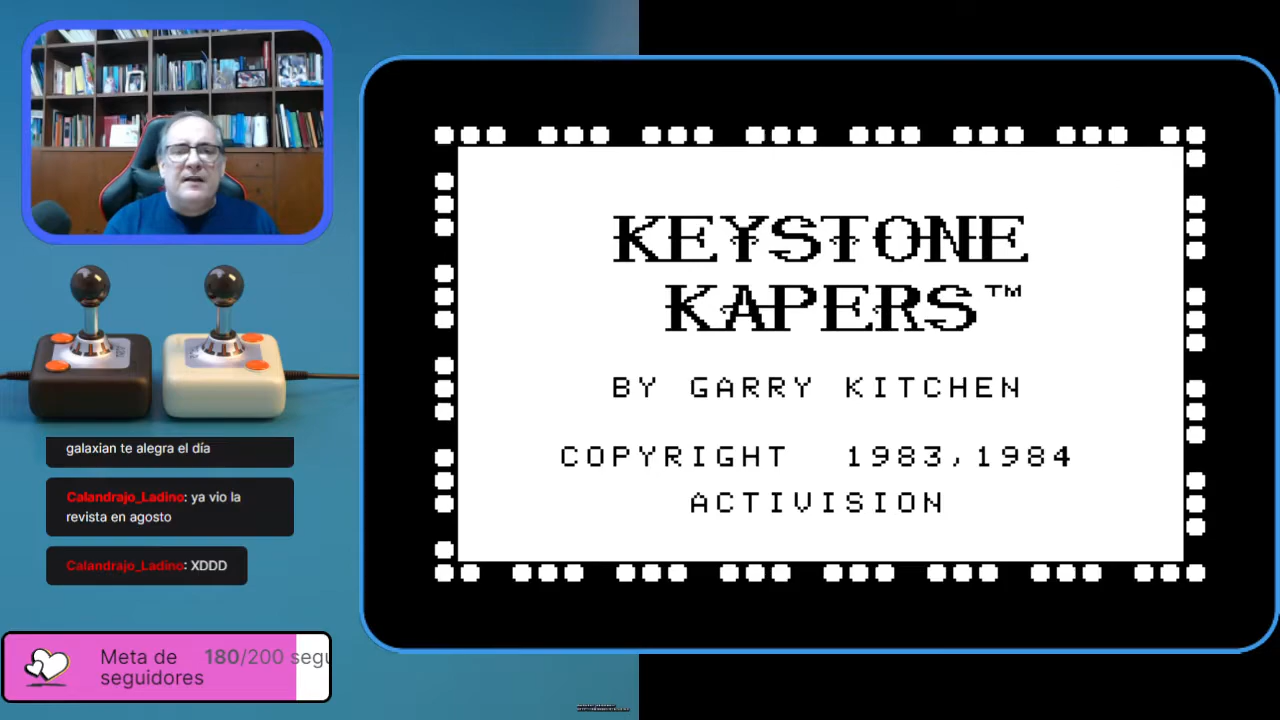 KEYSTONE
KAPERS™
BY GARRY KITCHEN
COPYRIGHT 1983,1984
ACTIVISION
galaxian te alegra el día
Calandrajo_Ladino: ya vio la
revista en agosto
Calandrajo_Ladino: XDDD
Meta de
seguidores
180/200 segu